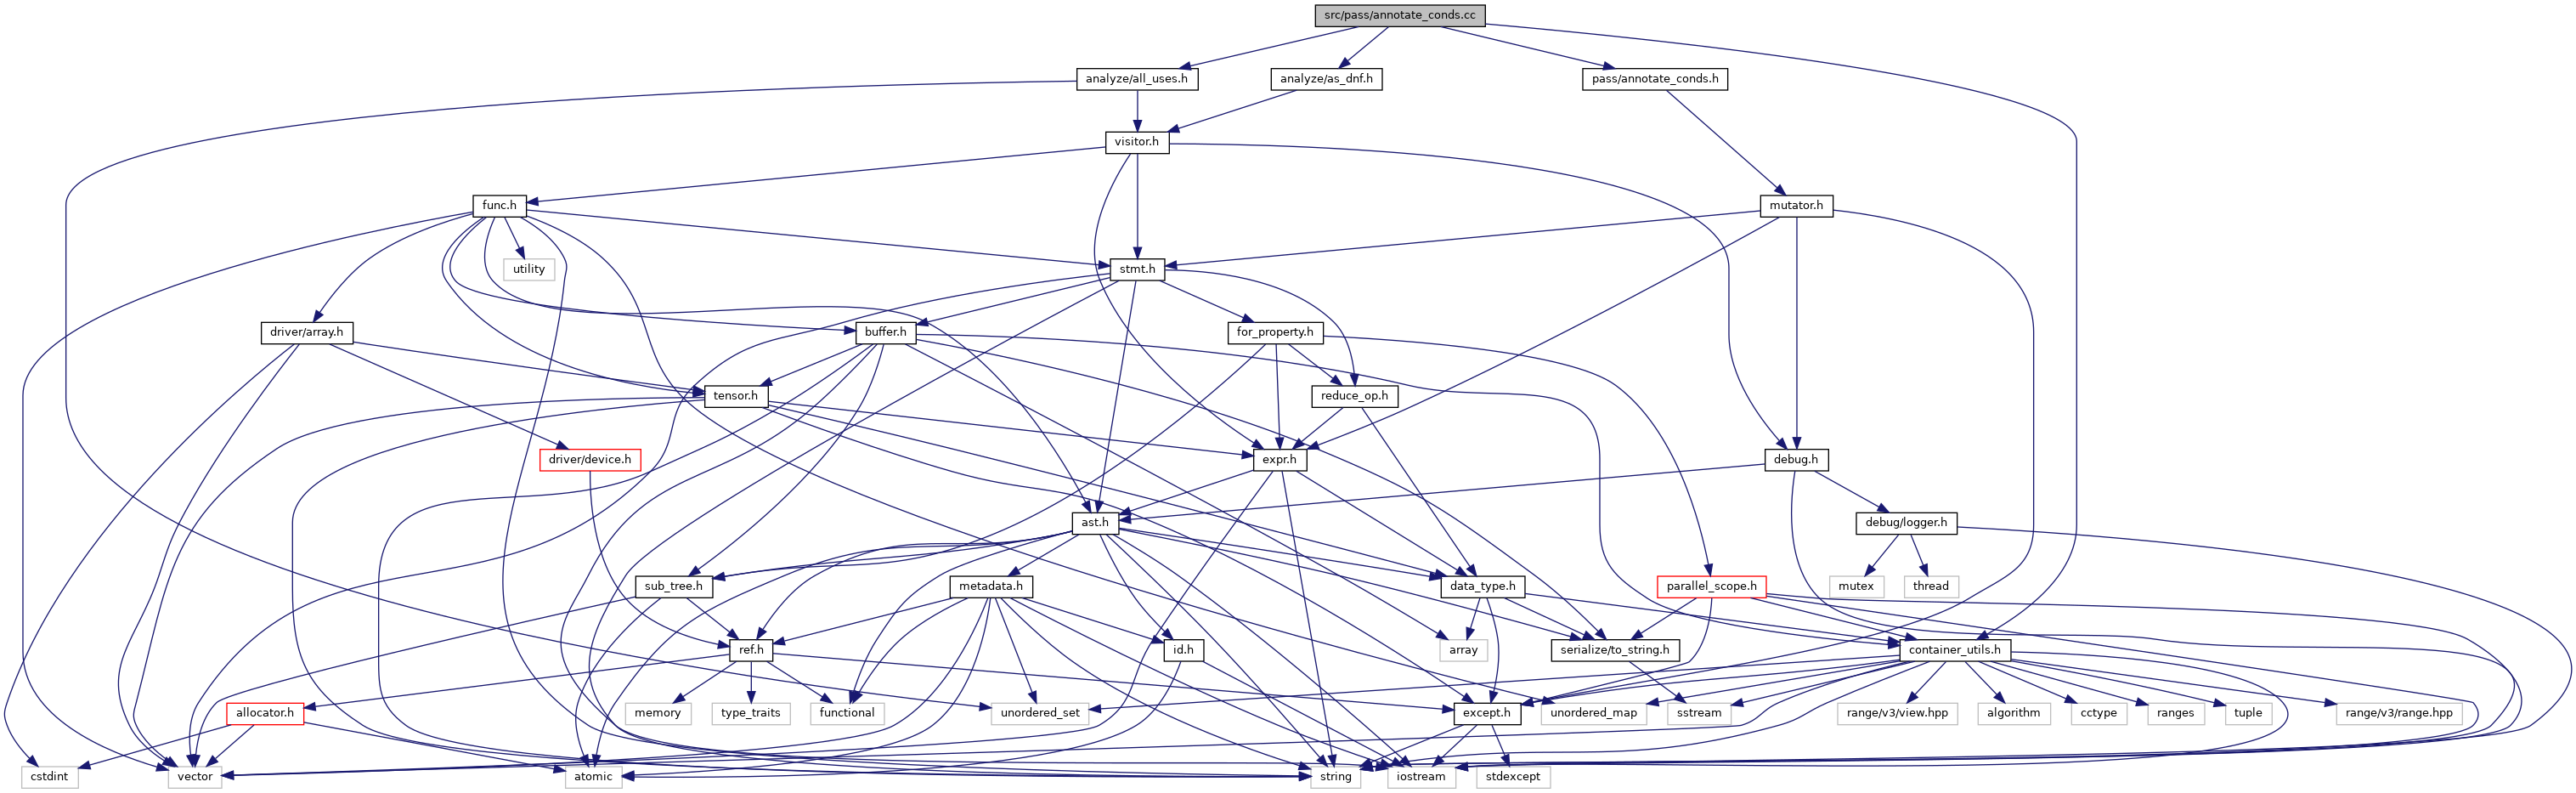 src/pass/annotate_conds.cc
analyze/all_uses.h
analyze/as_dnf.h
pass/annotate_conds.h
visitor.h
func.h
mutator.h
utility
stmt.h
driver/array.h
buffer.h
for_property.h
tensor.h
reduce_op.h
driver/device.h
expr.h
debug.h
ast.h
debug/logger.h
sub_tree.h
metadata.h
data_type.h
parallel_scope.h
mutex
thread
ref.h
id.h
array
serialize/to_string.h
container_utils.h
allocator.h
memory
type_traits
functional
unordered_set
except.h
unordered_map
sstream
range/v3/view.hpp
algorithm
cctype
ranges
tuple
range/v3/range.hpp
cstdint
vector
atomic
string
iostream
stdexcept